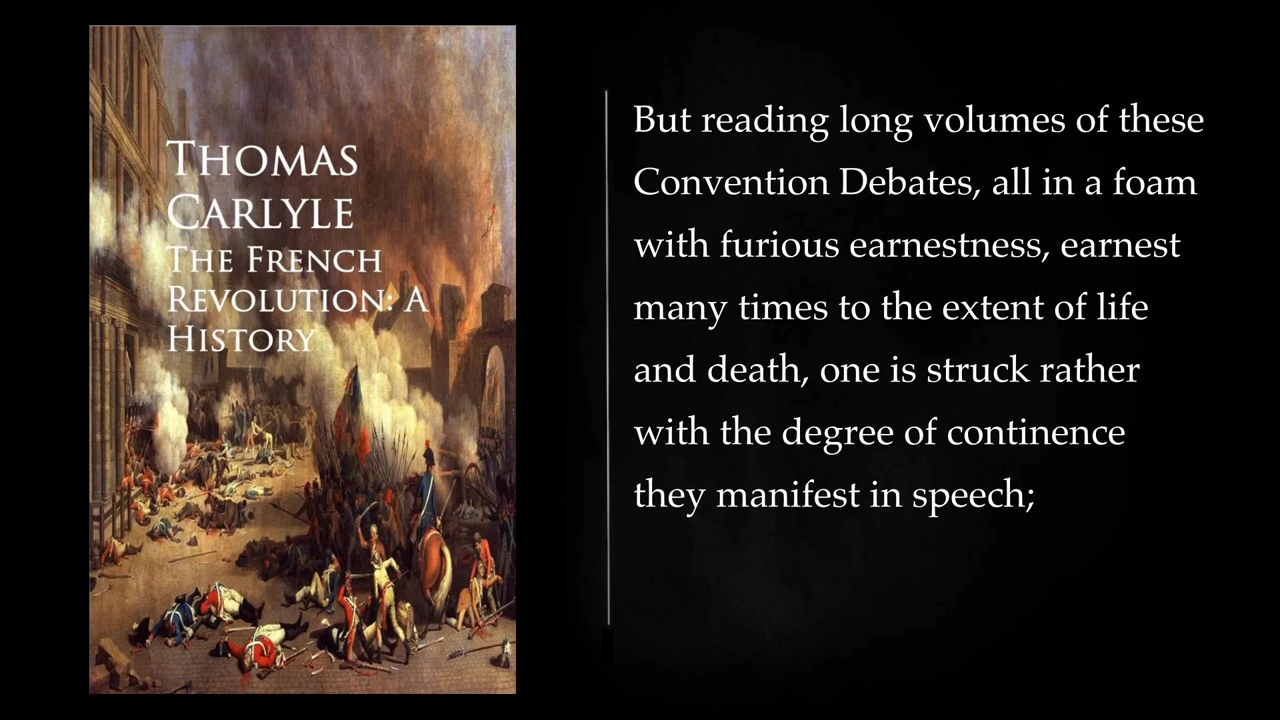 THOMAS
CARLYLE
THE FRENCH
REVOLUTION: A
HISTORY
But reading long volumes of these
Convention Debates, all in a foam
with furious earnestness, earnest
many times to the extent of life
and death, one is struck rather
with the degree of continence
they manifest in speech;